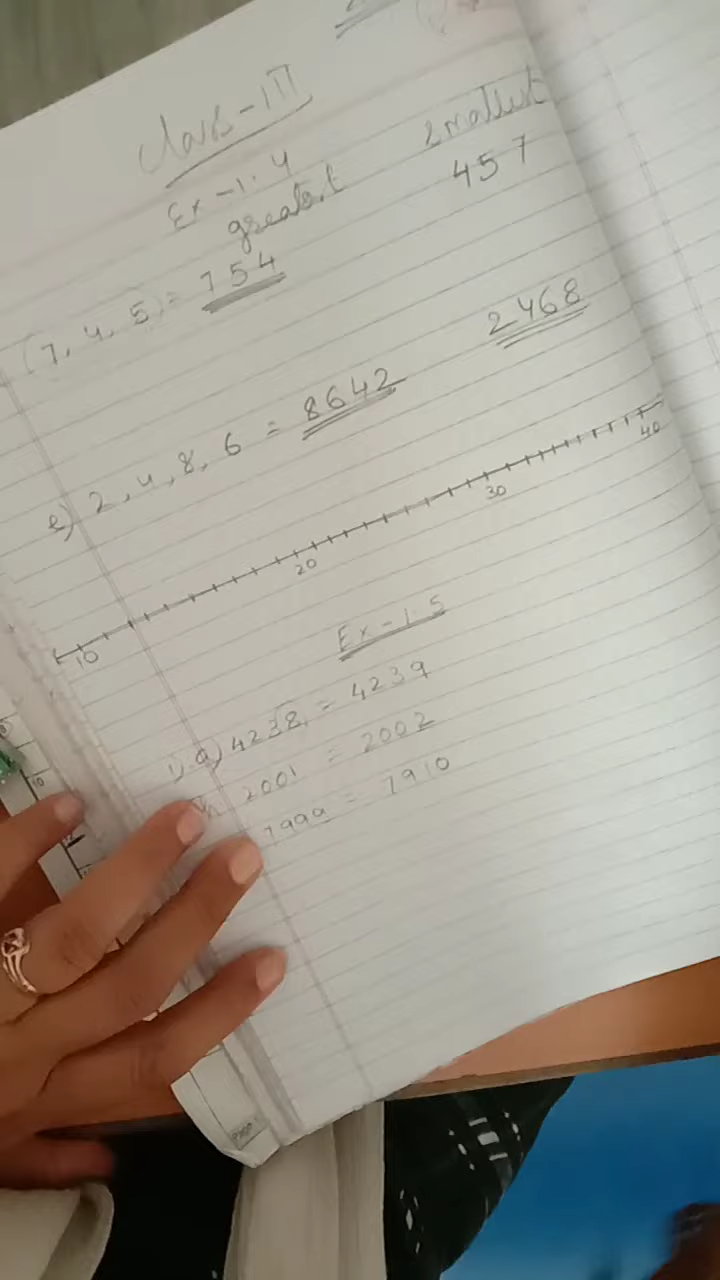 Class-III
Ex-1.4
greatest smallest
(7, 4, 5) = 754 457
e) 2, 4, 8, 6 = 8642 2468
10 20 30 40
Ex-1.5
1) a) 4238 = 4239
2001 = 2002
7999 = 7910